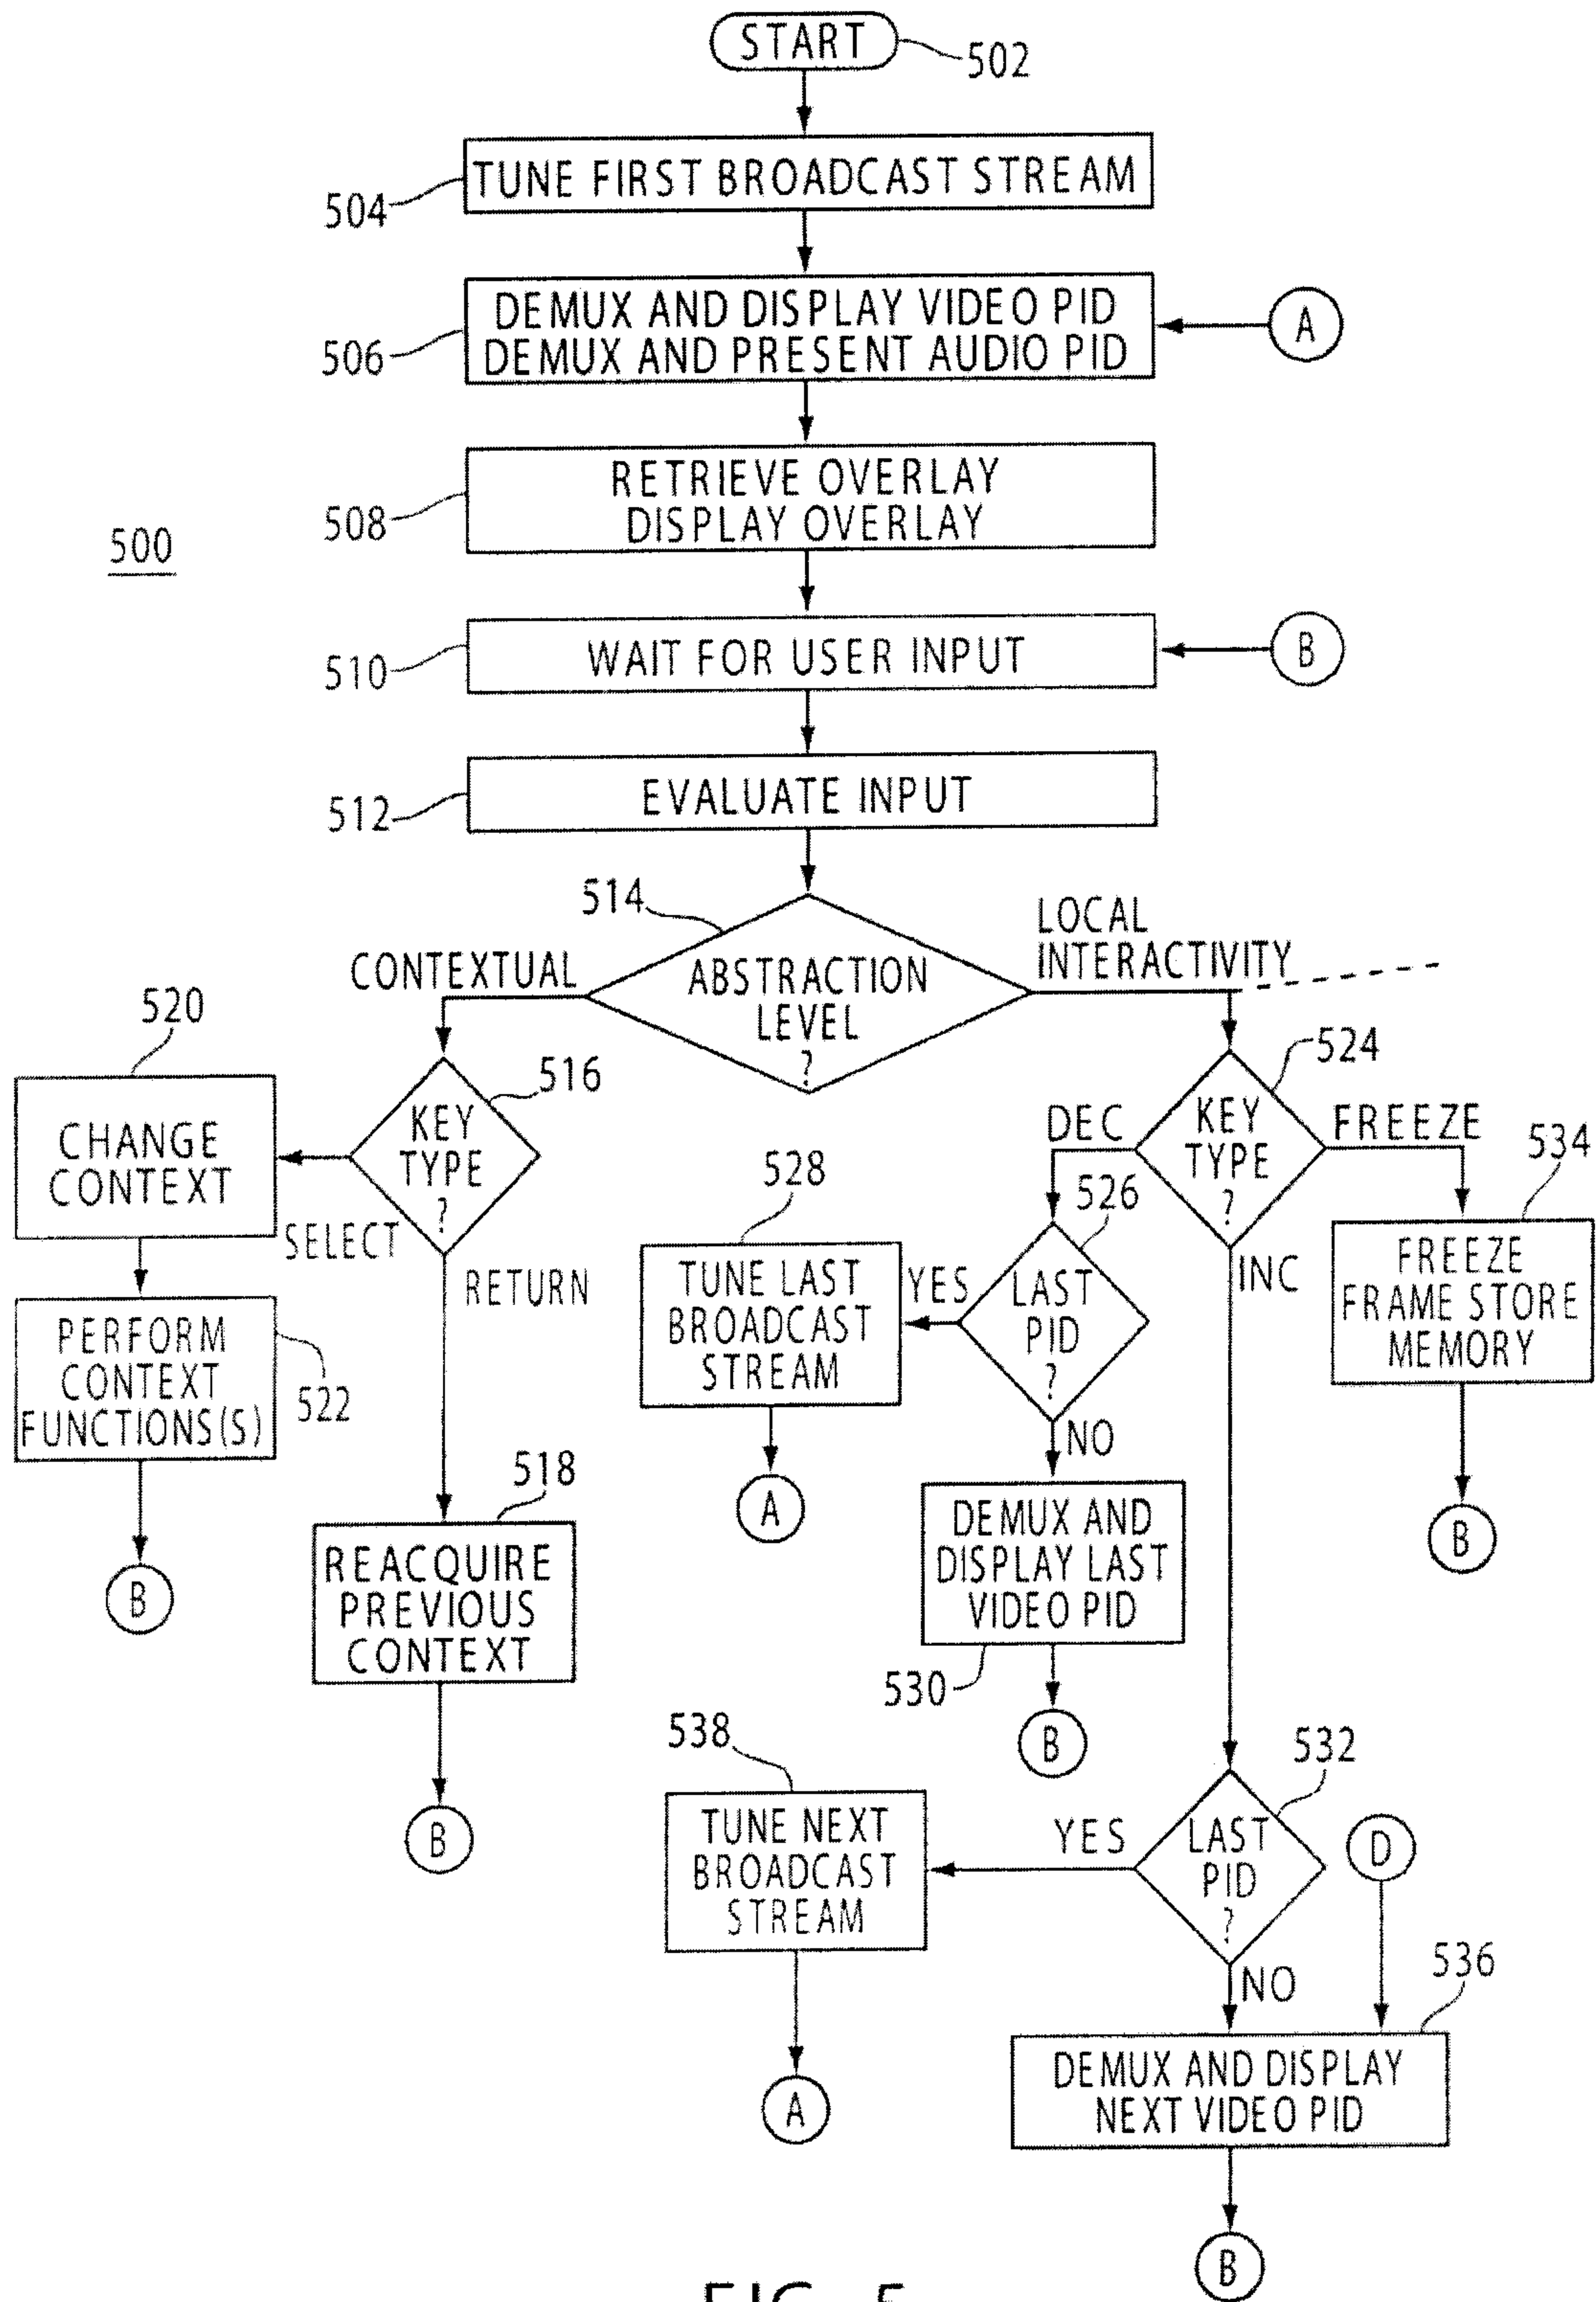 START
502
TUNE FIRST BROADCAST STREAM
504
DEMUX AND DISPLAY VIDEO PID
DEMUX AND PRESENT AUDIO PID
506
A
RETRIEVE OVERLAY
DISPLAY OVERLAY
508
500
WAIT FOR USER INPUT
510
B
EVALUATE INPUT
512
514
ABSTRACTION
LEVEL
?
CONTEXTUAL
LOCAL
INTERACTIVITY
520
CHANGE
CONTEXT
516
KEY
TYPE
?
SELECT
RETURN
PERFORM
CONTEXT
FUNCTIONS(S)
522
B
518
REACQUIRE
PREVIOUS
CONTEXT
B
524
KEY
TYPE
?
DEC
FREEZE
INC
534
FREEZE
FRAME STORE
MEMORY
B
526
LAST
PID
?
YES
NO
528
TUNE LAST
BROADCAST
STREAM
A
DEMUX AND
DISPLAY LAST
VIDEO PID
530
B
532
LAST
PID
?
YES
NO
538
TUNE NEXT
BROADCAST
STREAM
A
D
536
DEMUX AND DISPLAY
NEXT VIDEO PID
B
FIG. 5